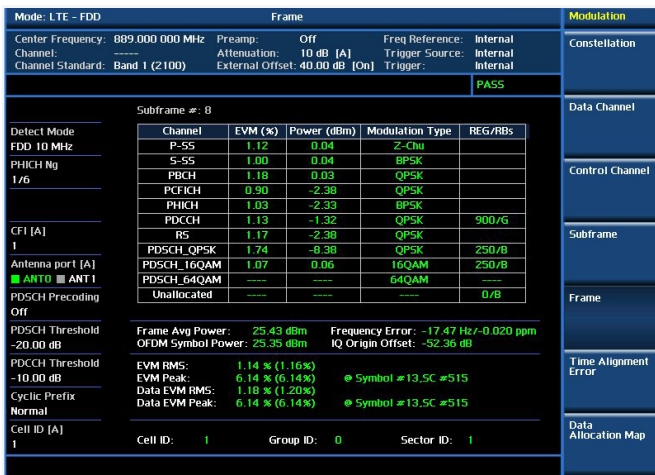 Mode: LTE - FDD Frame Modulation
Center Frequency: 889.000 000 MHz Preamp: Off Freq Reference: Internal
Channel: ----- Attenuation: 10 dB [A] Trigger Source: Internal
Channel Standard: Band 1 (2100) External Offset: 40.00 dB [On] Trigger: Internal
PASS
Constellation
Data Channel
Control Channel
Subframe
Frame
Time Alignment
Error
Data
Allocation Map
Detect Mode
FDD 10 MHz
PHICH Ng
1/6
CFI [A]
1
Antenna port [A]
ANT0 ANT1
PDSCH Precoding
Off
PDSCH Threshold
-20.00 dB
PDCCH Threshold
-10.00 dB
Cyclic Prefix
Normal
Cell ID [A]
1
Subframe #: 8
Channel EVM (%) Power (dBm) Modulation Type REG/RBs
P-SS 1.12 0.04 Z-Chu
S-SS 1.00 0.04 BPSK
PBCH 1.18 0.03 QPSK
PCFICH 0.90 -2.38 QPSK
PHICH 1.03 -2.33 BPSK
PDCCH 1.13 -1.32 QPSK 900/G
RS 1.17 -2.38 QPSK
PDSCH_QPSK 1.74 -8.38 QPSK 250/B
PDSCH_16QAM 1.07 0.06 16QAM 250/B
PDSCH_64QAM ---- ---- 64QAM ----
Unallocated ---- ---- ---- 0/B
Frame Avg Power: 25.43 dBm Frequency Error: -17.47 Hz/-0.020 ppm
OFDM Symbol Power: 25.35 dBm IQ Origin Offset: -52.36 dB
EVM RMS: 1.14 % (1.16%)
EVM Peak: 6.14 % (6.14%) @ Symbol #13,SC #515
Data EVM RMS: 1.18 % (1.20%)
Data EVM Peak: 6.14 % (6.14%) @ Symbol #13,SC #515
Cell ID: 1 Group ID: 0 Sector ID: 1